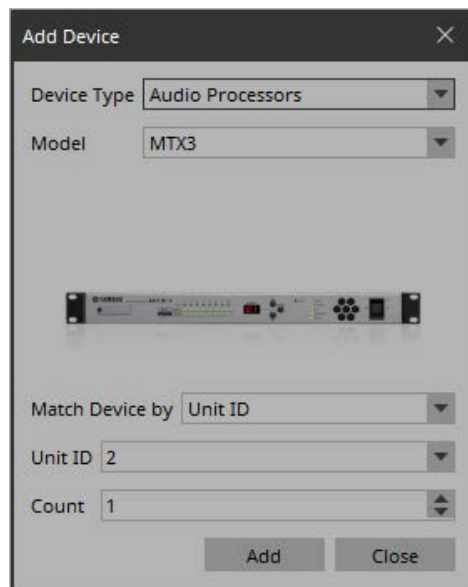 Add Device
Device Type Audio Processors
Model MTX3
YAMAHA
Match Device by Unit ID
Unit ID 2
Count 1
Add Close